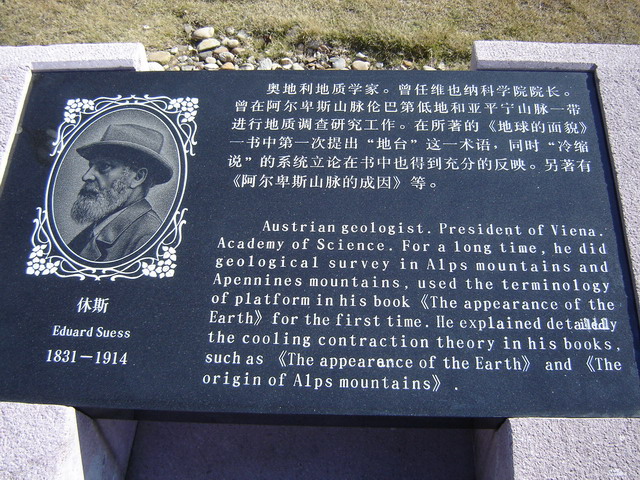 奥地利地质学家。曾任维也纳科学院院长。
曾在阿尔卑斯山脉伦巴第低地和亚平宁山脉一带
进行地质调查研究工作。在所著的《地球的面貌》
一书中第一次提出“地台”这一术语，同时“冷缩
说”的系统立论在书中也得到充分的反映。另著有
《阿尔卑斯山脉的成因》等。
Austrian geologist. President of Viena.
Academy of Science. For a long time, he did
geological survey in Alps mountains and
Apennines mountains, used the terminology
of platform in his book《The appearance of the
Earth》for the first time. He explained detailedly
the cooling contraction theory in his books,
such as 《The appearance of the Earth》 and 《The
origin of Alps mountains》.
休斯
Eduard Suess
1831－1914